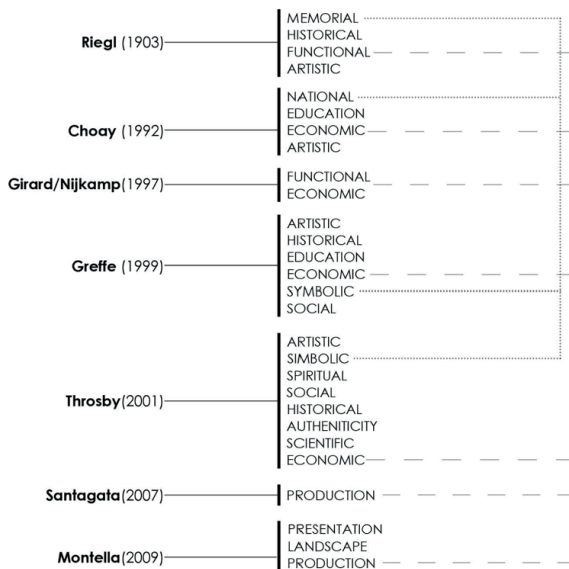 Riegl (1903)
MEMORIAL
HISTORICAL
FUNCTIONAL
ARTISTIC
Choay (1992)
NATIONAL
EDUCATION
ECONOMIC
ARTISTIC
Girard/Nijkamp(1997)
FUNCTIONAL
ECONOMIC
Greffe (1999)
ARTISTIC
HISTORICAL
EDUCATION
ECONOMIC
SYMBOLIC
SOCIAL
Throsby(2001)
ARTISTIC
SIMBOLIC
SPIRITUAL
SOCIAL
HISTORICAL
AUTHENITICITY
SCIENTIFIC
ECONOMIC
Santagata(2007)
PRODUCTION
Montella(2009)
PRESENTATION
LANDSCAPE
PRODUCTION